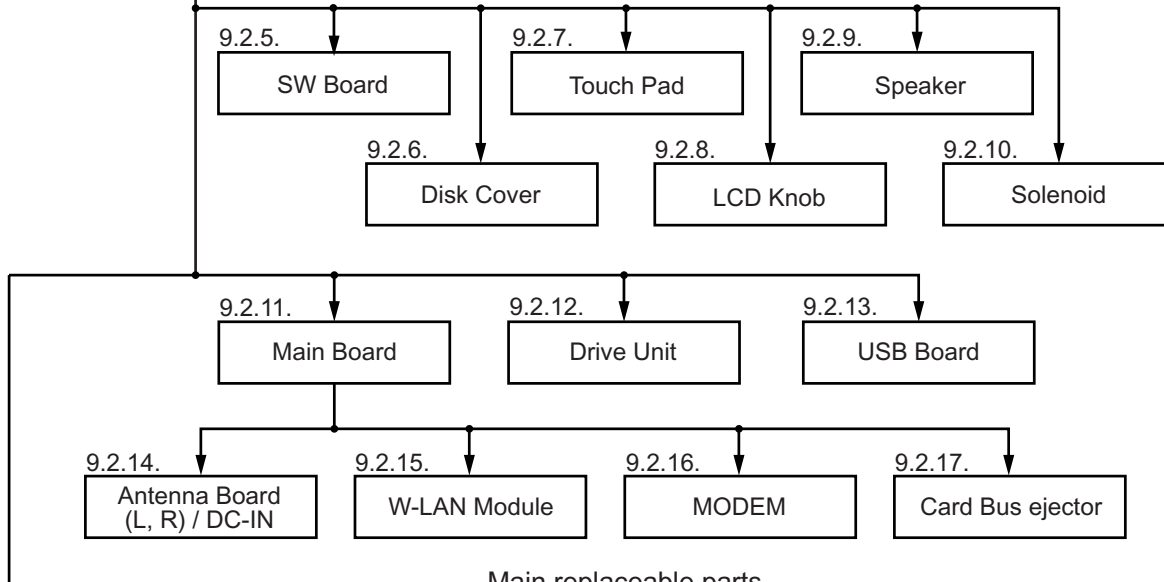 9.2.5.
SW Board
9.2.7.
Touch Pad
9.2.9.
Speaker
9.2.6.
Disk Cover
9.2.8.
LCD Knob
9.2.10.
Solenoid
9.2.11.
Main Board
9.2.12.
Drive Unit
9.2.13.
USB Board
9.2.14.
Antenna Board
(L, R) / DC-IN
9.2.15.
W-LAN Module
9.2.16.
MODEM
9.2.17.
Card Bus ejector
Main replaceable parts